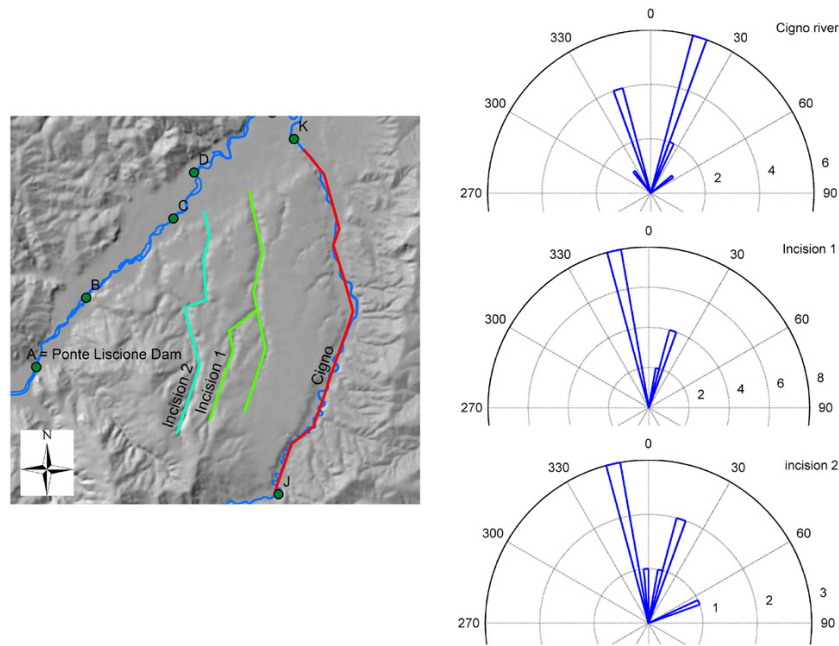 K
D
C
B
A = Ponte Liscione Dam
Incision 2
Incision 1
Cigno
N
J
Cigno river
0
330
30
300
60
270
90
2
4
6
Incision 1
0
330
30
300
60
270
90
2
4
6
8
incision 2
0
330
30
300
60
270
90
1
2
3